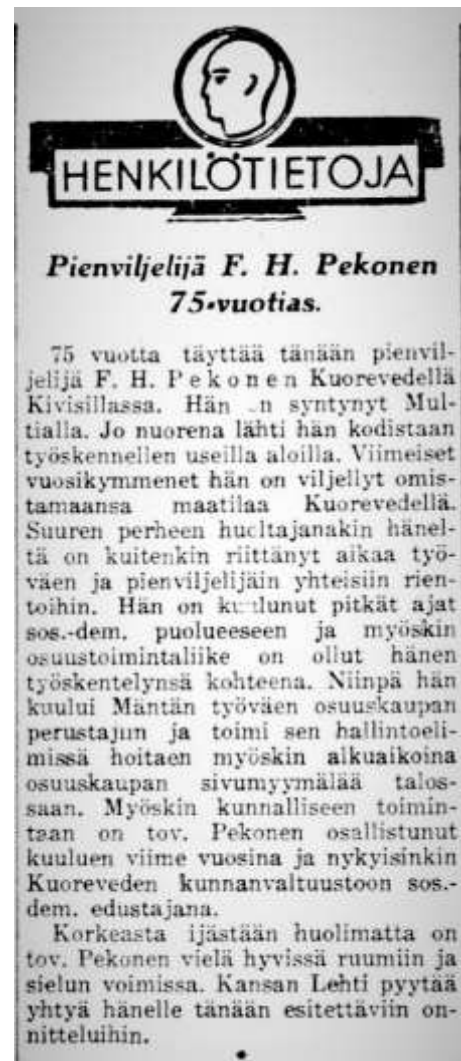 HENKILÖTIETOJA
Pienviljelijä F. H. Pekonen
75-vuotias.
75 vuotta täyttää tänään pienvil-
jelijä F. H. Pekonen Kuorevedellä
Kivisillassa. Hän syntynyt Mul-
tialla. Jo nuorena lähti hän kodistaan
työskennellen useilla aloilla. Viimeiset
vuosikymmenet hän on viljellyt omis-
tamaansa maatilaa Kuorevedellä.
Suuren perheen huoltajanakin hänel-
tä on kuitenkin riittänyt aikaa työ-
väen ja pienviljelijäin yhteisiin rien-
toihin. Hän on kuulunut pitkät ajat
sos.-dem. puolueeseen ja myöskin
osuustoimintaliike on ollut hänen
työskentelynsä kohteena. Niinpä hän
kuului Mäntän työväen osuuskaupan
perustajiin ja toimi sen hallintoeli-
missä hoitaen myöskin alkuaikoina
osuuskaupan sivumyymälää talos-
saan. Myöskin kunnalliseen toimin-
taan on tov. Pekonen osallistunut
kuuluen viime vuosina ja nykyisinkin
Kuoreveden kunnanvaltuustoon sos.-
dem. edustajana.
Korkeasta ijästään huolimatta on
tov. Pekonen vielä hyvissä ruumiin ja
sielun voimissa. Kansan Lehti pyytää
yhtyä hänelle tänään esitettäviin on-
nitteluihin.